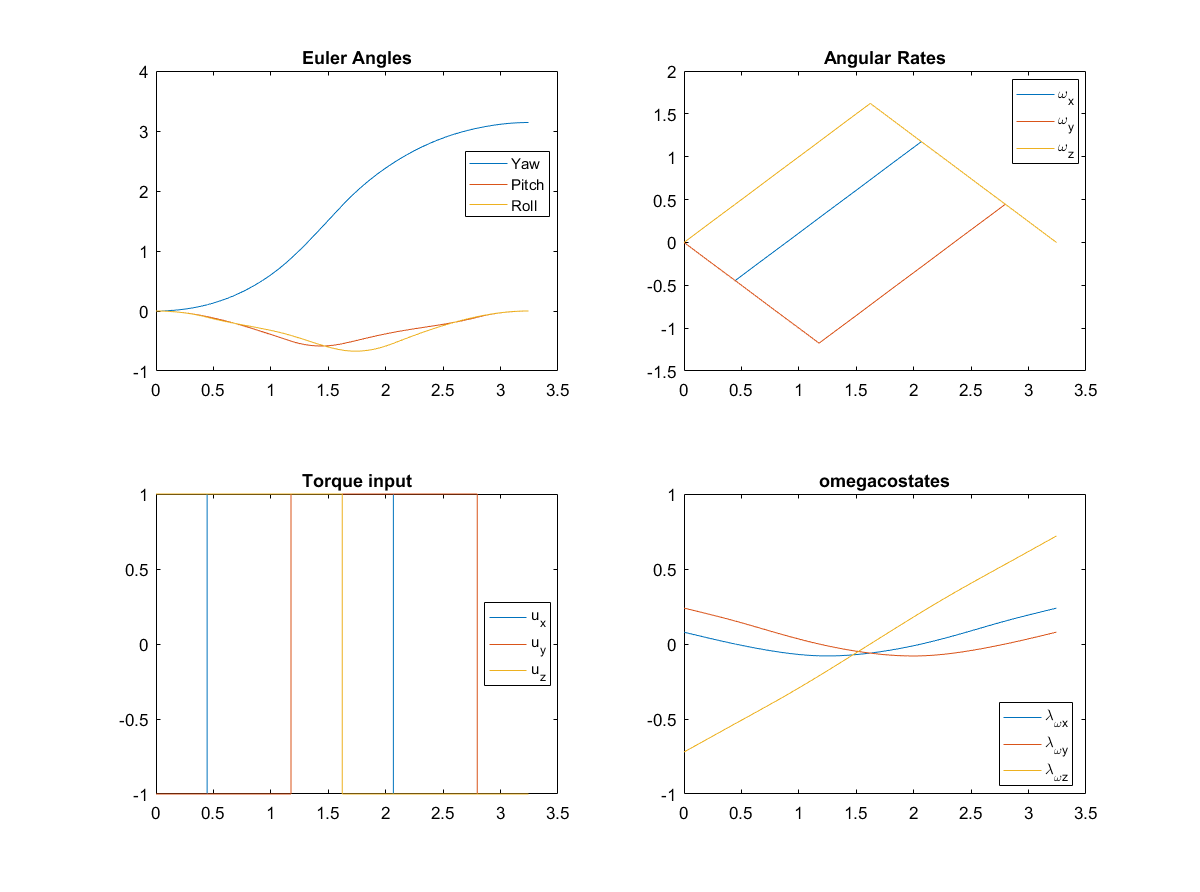 Euler Angles
4
3
2
1
0
-1
0 0.5 1 1.5 2 2.5 3 3.5
Yaw
Pitch
Roll
Angular Rates
2
1.5
1
0.5
0
-0.5
-1
-1.5
0 0.5 1 1.5 2 2.5 3 3.5
ωx
ωy
ωz
Torque input
1
0.5
0
-0.5
-1
0 0.5 1 1.5 2 2.5 3 3.5
ux
uy
uz
omegacostates
1
0.5
0
-0.5
-1
0 0.5 1 1.5 2 2.5 3 3.5
λωx
λωy
λωz